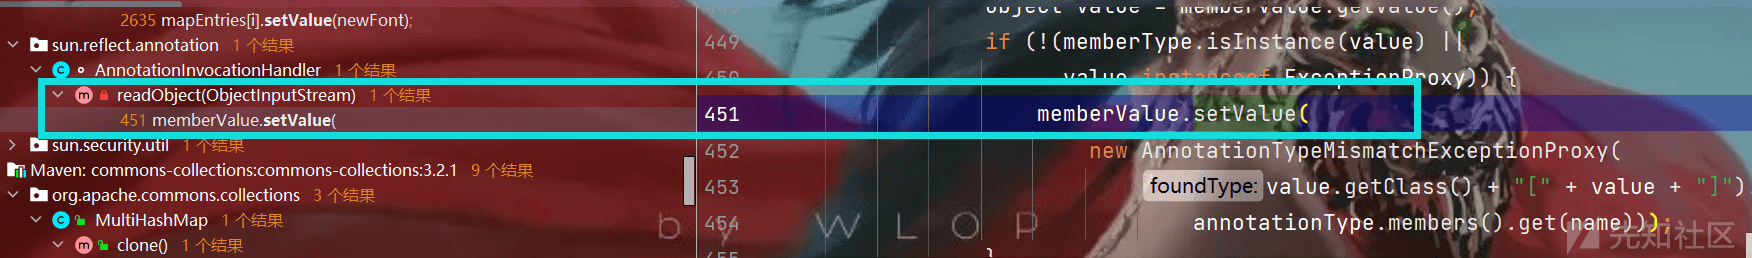 2635 mapEntries[i].setValue(newFont);
sun.reflect.annotation 1 个结果
AnnotationInvocationHandler 1 个结果
readObject(ObjectInputStream) 1 个结果
451 memberValue.setValue(
sun.security.util 1 个结果
Maven: commons-collections:commons-collections:3.2.1 9 个结果
org.apache.commons.collections 3 个结果
MultiHashMap 1 个结果
clone() 1 个结果
448 Object value = memberValue.getValue();
449 if (!(memberType.isInstance(value) ||
450 value instanceof ExceptionProxy)) {
451 memberValue.setValue(
452 new AnnotationTypeMismatchExceptionProxy(
453 foundType: value.getClass() + "[" + value + "]")
454 annotationType.members().get(name)));
455 }
by WLOP
先知社区